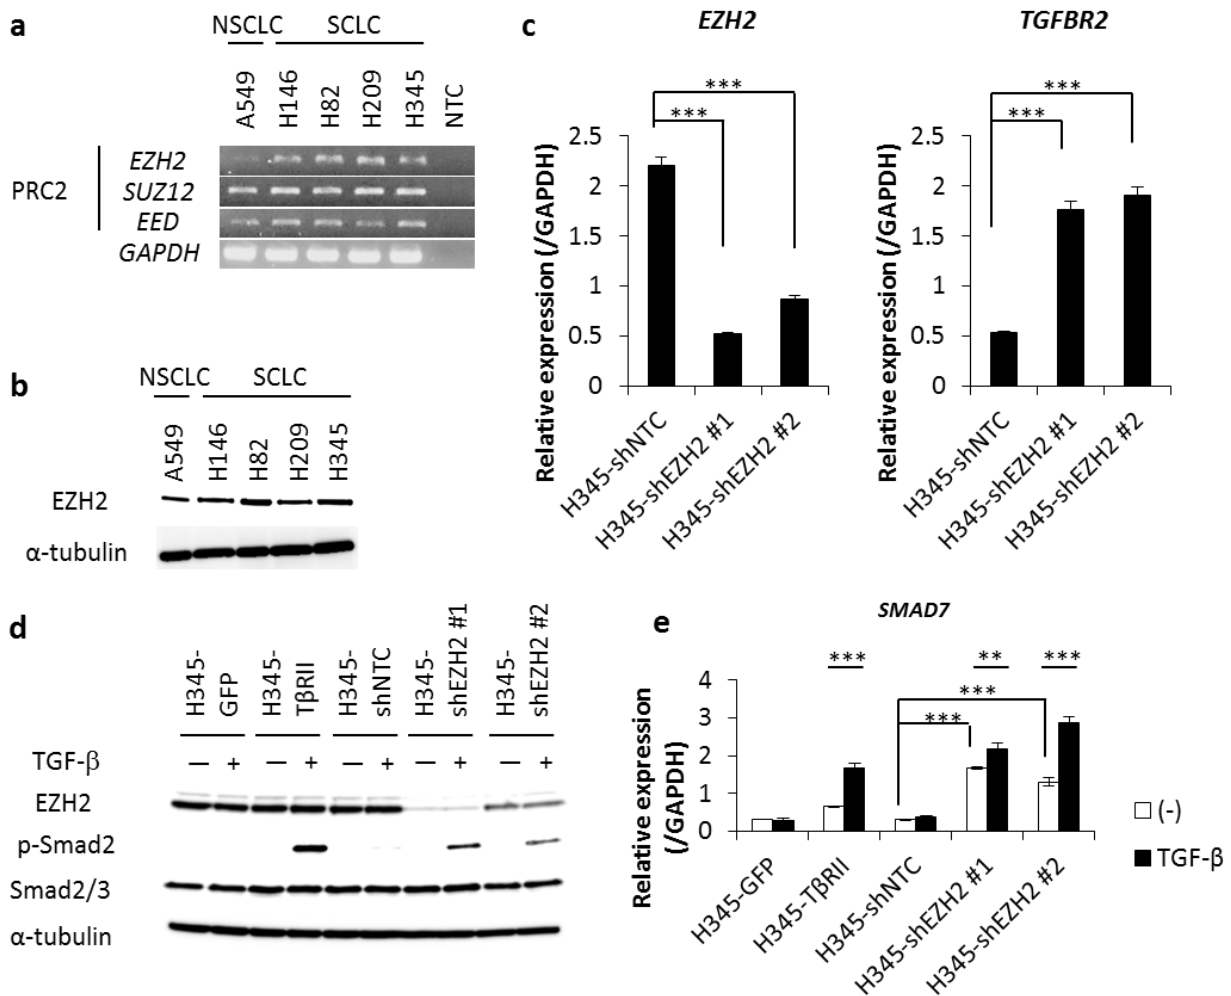 a
NSCLC SCLC
A549
H146
H82
H209
H345
NTC
PRC2
EZH2
SUZ12
EED
GAPDH
b
NSCLC SCLC
A549
H146
H82
H209
H345
EZH2
α-tubulin
c
EZH2
***
***
Relative expression (/GAPDH)
2.5
2
1.5
1
0.5
0
H345-shNTC
H345-shEZH2 #1
H345-shEZH2 #2
TGFBR2
***
***
Relative expression (/GAPDH)
2.5
2
1.5
1
0.5
0
H345-shNTC
H345-shEZH2 #1
H345-shEZH2 #2
d
H345-
GFP
H345-
TβRII
H345-
shNTC
H345-
shEZH2 #1
H345-
shEZH2 #2
TGF-β — + — + — + — + — +
EZH2
p-Smad2
Smad2/3
α-tubulin
e
SMAD7
*** ** ***
***
***
Relative expression
(/GAPDH)
4
3
2
1
0
H345-GFP
H345-TβRII
H345-shNTC
H345-shEZH2 #1
H345-shEZH2 #2
(-)
TGF-β